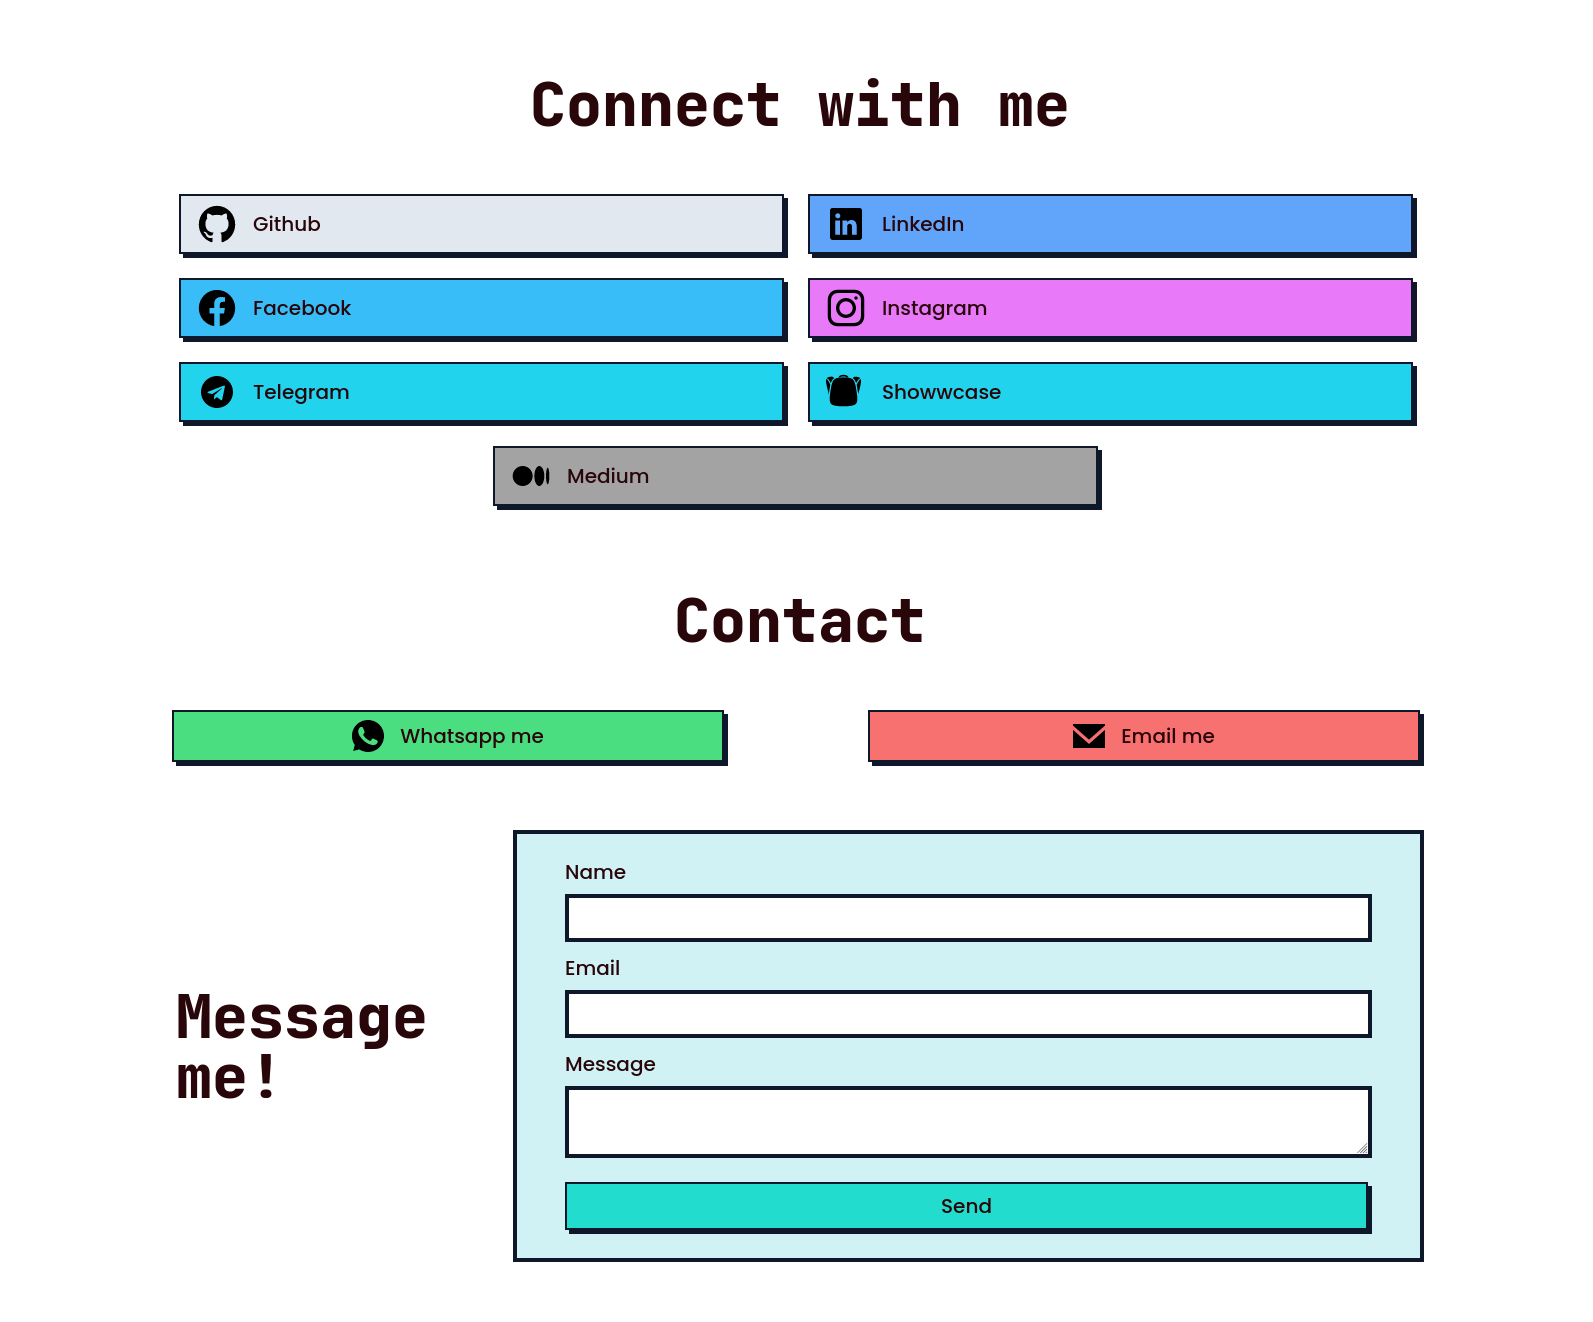 Connect with me
Github
LinkedIn
Facebook
Instagram
Telegram
Showwcase
Medium
Contact
Whatsapp me
Email me
Message
me!
Name
Email
Message
Send